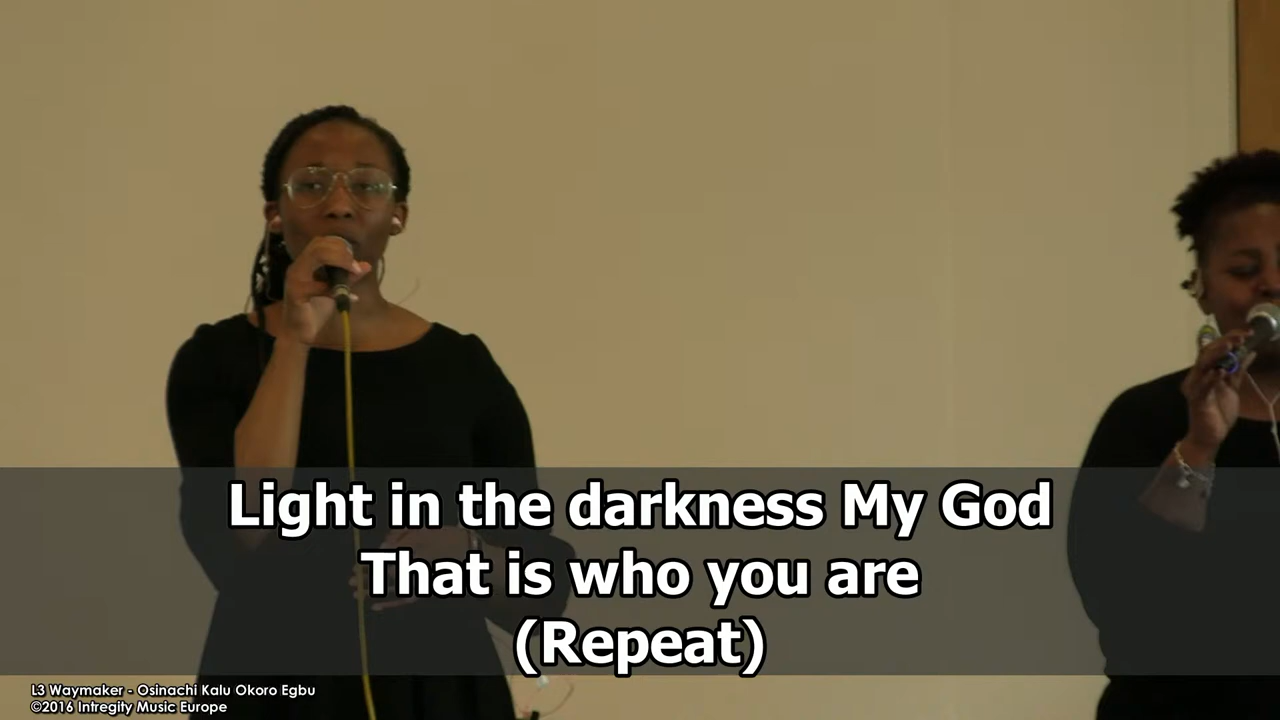 Light in the darkness My God
That is who you are
(Repeat)
L3 Waymaker - Osinachi Kalu Okoro Egbu
©2016 Intregity Music Europe